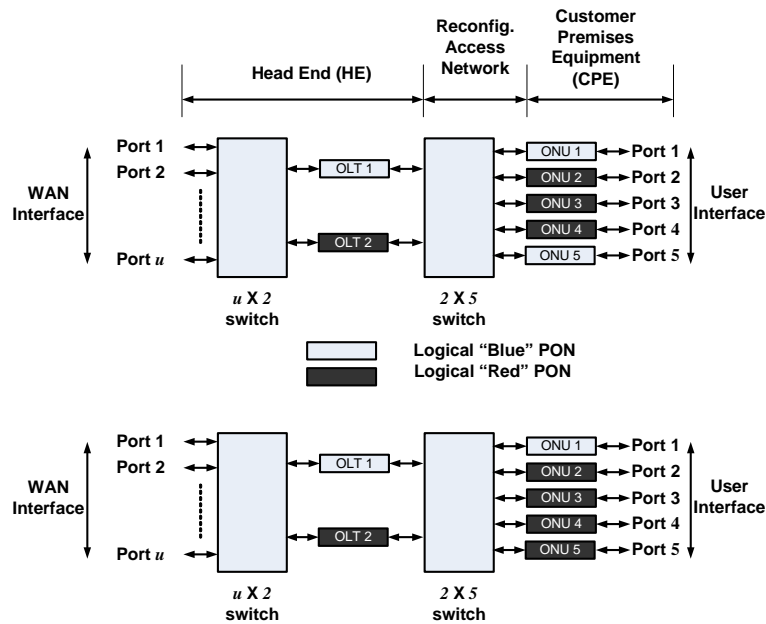 Reconfig.
Access
Network
Customer
Premises
Equipment
(CPE)
Head End (HE)
WAN
Interface
Port 1
Port 2
Port u
OLT 1
OLT 2
ONU 1
ONU 2
ONU 3
ONU 4
ONU 5
Port 1
Port 2
Port 3
Port 4
Port 5
User
Interface
u X 2
switch
2 X 5
switch
Logical “Blue” PON
Logical “Red” PON
WAN
Interface
Port 1
Port 2
Port u
OLT 1
OLT 2
ONU 1
ONU 2
ONU 3
ONU 4
ONU 5
Port 1
Port 2
Port 3
Port 4
Port 5
User
Interface
u X 2
switch
2 X 5
switch